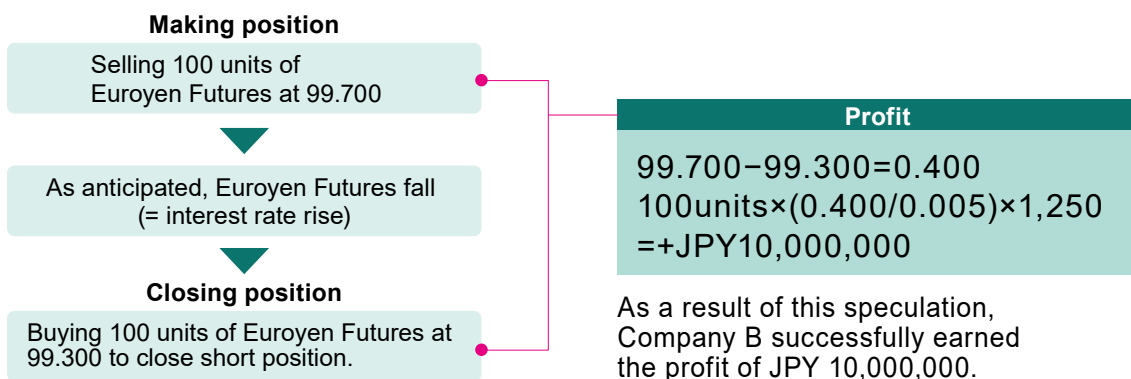 Making position
Selling 100 units of
Euroyen Futures at 99.700
As anticipated, Euroyen Futures fall
(= interest rate rise)
Closing position
Buying 100 units of Euroyen Futures at
99.300 to close short position.
Profit
99.700−99.300=0.400
100units×(0.400/0.005)×1,250
=+JPY10,000,000
As a result of this speculation,
Company B successfully earned
the profit of JPY 10,000,000.